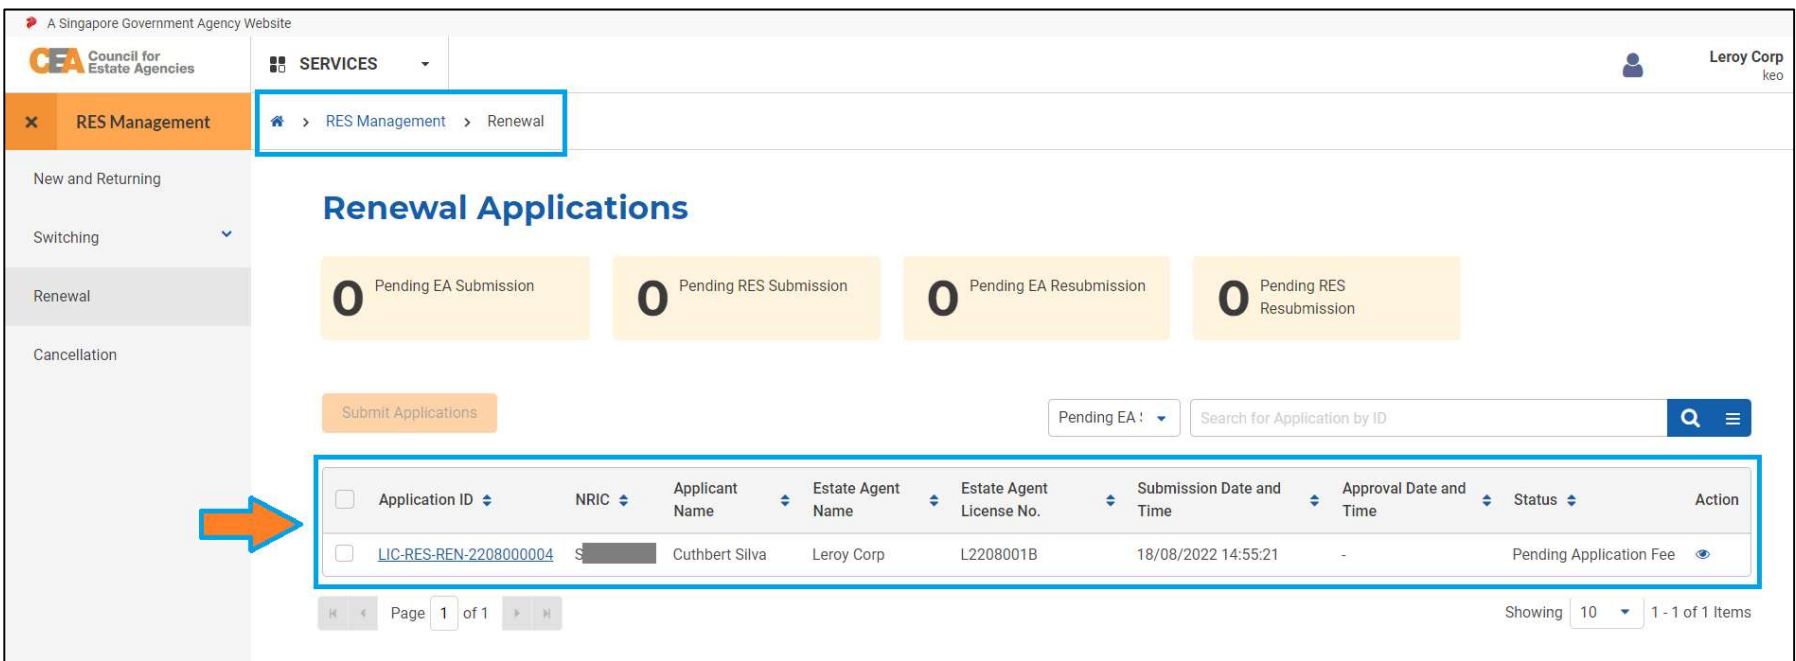 A Singapore Government Agency Website
CEA Council for
Estate Agencies
SERVICES
Leroy Corp
keo
RES Management
RES Management > Renewal
New and Returning
Switching
Renewal
Cancellation
Renewal Applications
0 Pending EA Submission
0 Pending RES Submission
0 Pending EA Resubmission
0 Pending RES
Resubmission
Submit Applications
Pending EA S
Search for Application by ID
Application ID NRIC Applicant Name Estate Agent Name Estate Agent License No. Submission Date and Time Approval Date and Time Status Action
LIC-RES-REN-2208000004 S Cuthbert Silva Leroy Corp L2208001B 18/08/2022 14:55:21 - Pending Application Fee
Page 1 of 1
Showing 10 1 - 1 of 1 Items